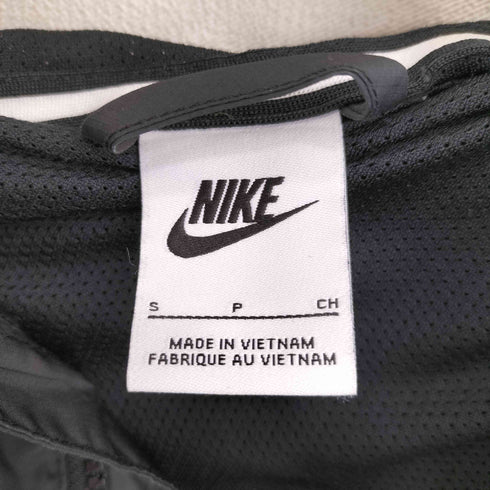 NIKE
S P CH
MADE IN VIETNAM
FABRIQUE AU VIETNAM